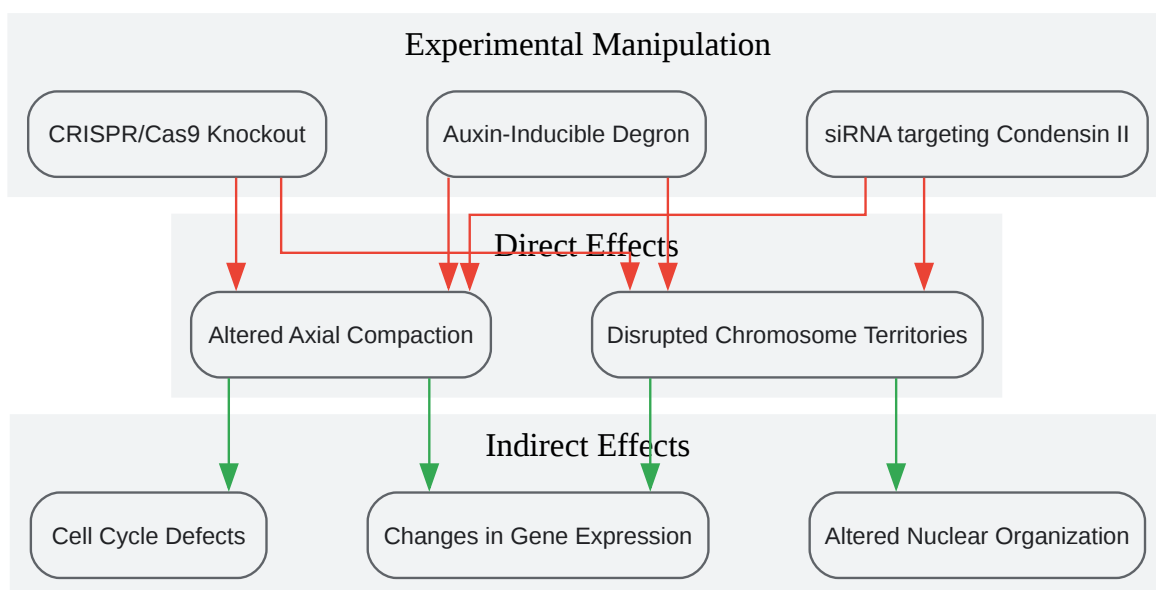 Experimental Manipulation
CRISPR/Cas9 Knockout
Auxin-Inducible Degron
siRNA targeting Condensin II
Direct Effects
Altered Axial Compaction
Disrupted Chromosome Territories
Indirect Effects
Cell Cycle Defects
Changes in Gene Expression
Altered Nuclear Organization